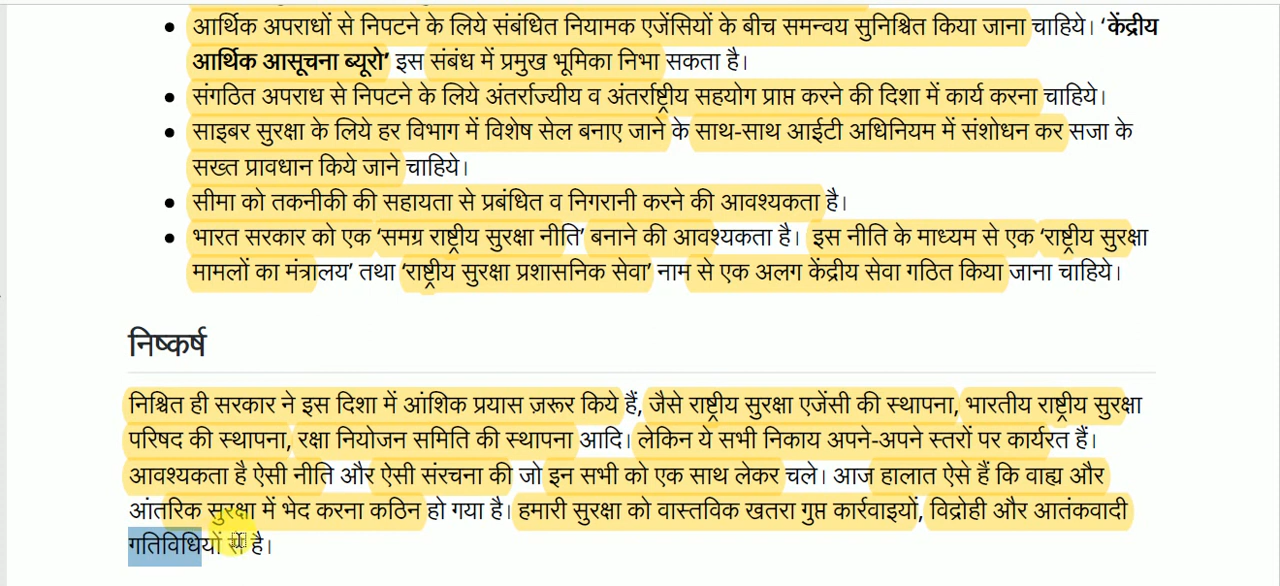 आर्थिक अपराधों से निपटने के लिये संबंधित नियामक एजेंसियों के बीच समन्वय सुनिश्चित किया जाना चाहिये। ‘केंद्रीय
आर्थिक आसूचना ब्यूरो’ इस संबंध में प्रमुख भूमिका निभा सकता है।
संगठित अपराध से निपटने के लिये अंतर्राज्यीय व अंतर्राष्ट्रीय सहयोग प्राप्त करने की दिशा में कार्य करना चाहिये।
साइबर सुरक्षा के लिये हर विभाग में विशेष सेल बनाए जाने के साथ-साथ आईटी अधिनियम में संशोधन कर सजा के
सख्त प्रावधान किये जाने चाहिये।
सीमा को तकनीकी की सहायता से प्रबंधित व निगरानी करने की आवश्यकता है।
भारत सरकार को एक ‘समग्र राष्ट्रीय सुरक्षा नीति’ बनाने की आवश्यकता है। इस नीति के माध्यम से एक ‘राष्ट्रीय सुरक्षा
मामलों का मंत्रालय’ तथा ‘राष्ट्रीय सुरक्षा प्रशासनिक सेवा’ नाम से एक अलग केंद्रीय सेवा गठित किया जाना चाहिये।
निष्कर्ष
निश्चित ही सरकार ने इस दिशा में आंशिक प्रयास ज़रूर किये हैं, जैसे राष्ट्रीय सुरक्षा एजेंसी की स्थापना, भारतीय राष्ट्रीय सुरक्षा
परिषद की स्थापना, रक्षा नियोजन समिति की स्थापना आदि। लेकिन ये सभी निकाय अपने-अपने स्तरों पर कार्यरत हैं।
आवश्यकता है ऐसी नीति और ऐसी संरचना की जो इन सभी को एक साथ लेकर चले। आज हालात ऐसे हैं कि वाह्य और
आंतरिक सुरक्षा में भेद करना कठिन हो गया है। हमारी सुरक्षा को वास्तविक खतरा गुप्त कार्रवाइयों, विद्रोही और आतंकवादी
गतिविधियों से है।